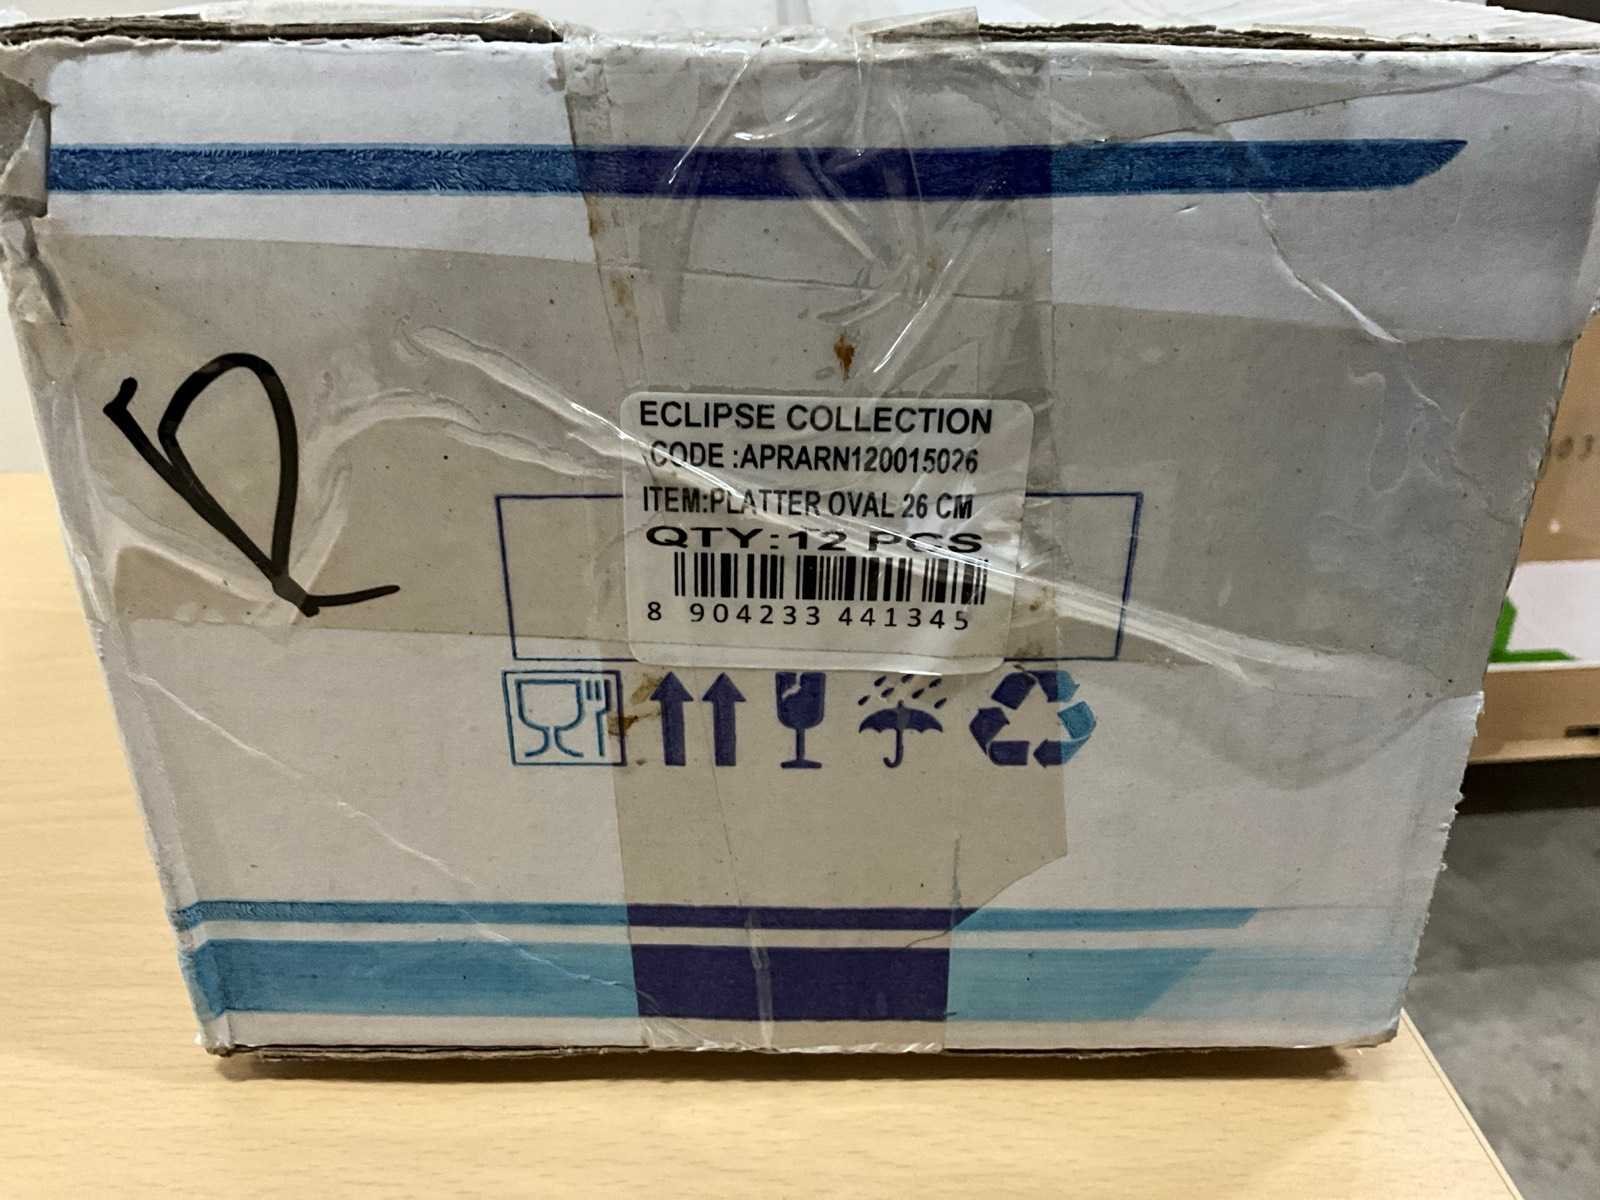 ECLIPSE COLLECTION
CODE :APRARN120015026
ITEM:PLATTER OVAL 26 CM
QTY:12 PCS
8 904233 441345
D